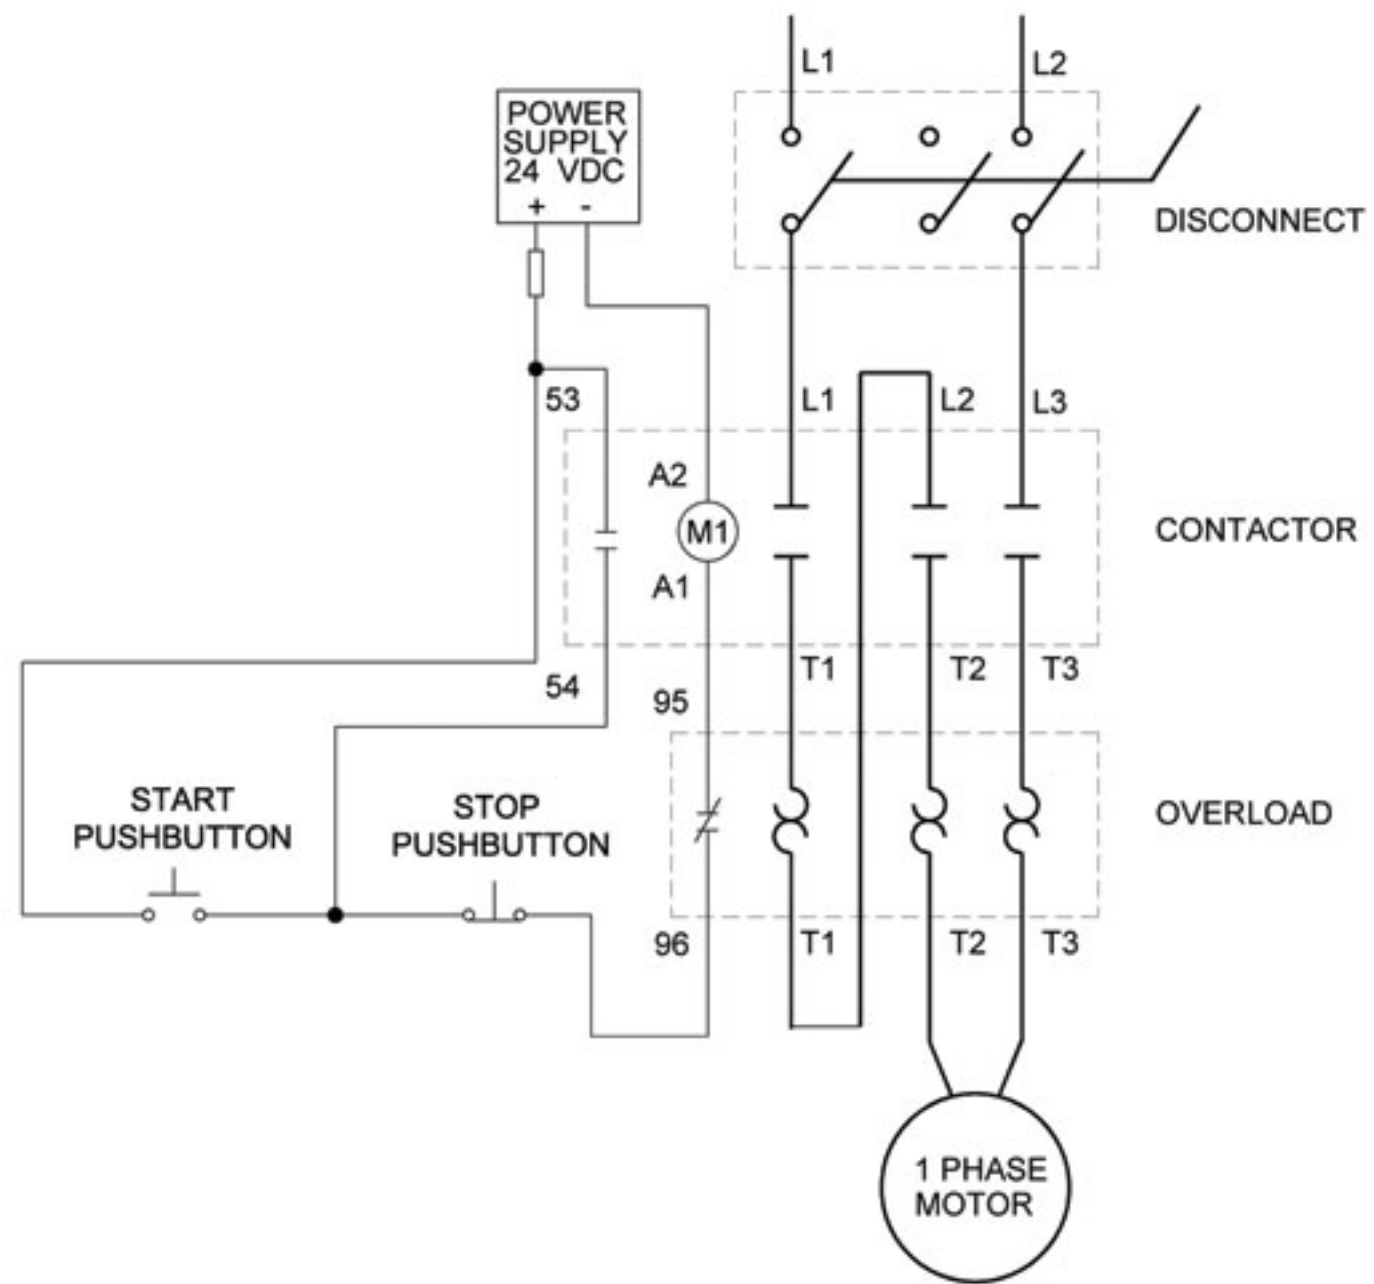 L1
L2
POWER
SUPPLY
24 VDC
+ -
DISCONNECT
53
L1
L2
L3
A2
M1
CONTACTOR
A1
54
95
T1
T2
T3
START
PUSHBUTTON
STOP
PUSHBUTTON
OVERLOAD
96
T1
T2
T3
1 PHASE
MOTOR